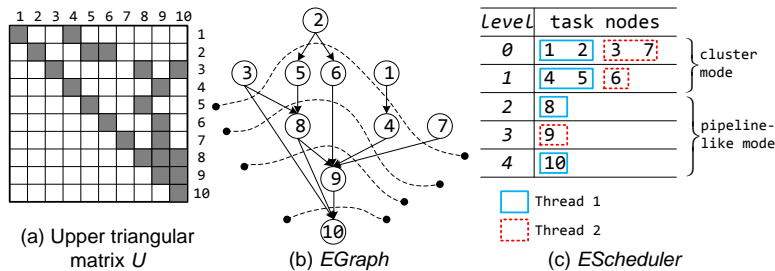 1 2 3 4 5 6 7 8 9 10
1
2
3
4
5
6
7
8
9
10
(a) Upper triangular
matrix U
2
3 5 6 1
8 4 7
9
10
(b) EGraph
level task nodes
0 1 2 3 7
1 4 5 6
cluster
mode
2 8
3 9
4 10
pipeline-
like mode
Thread 1
Thread 2
(c) EScheduler